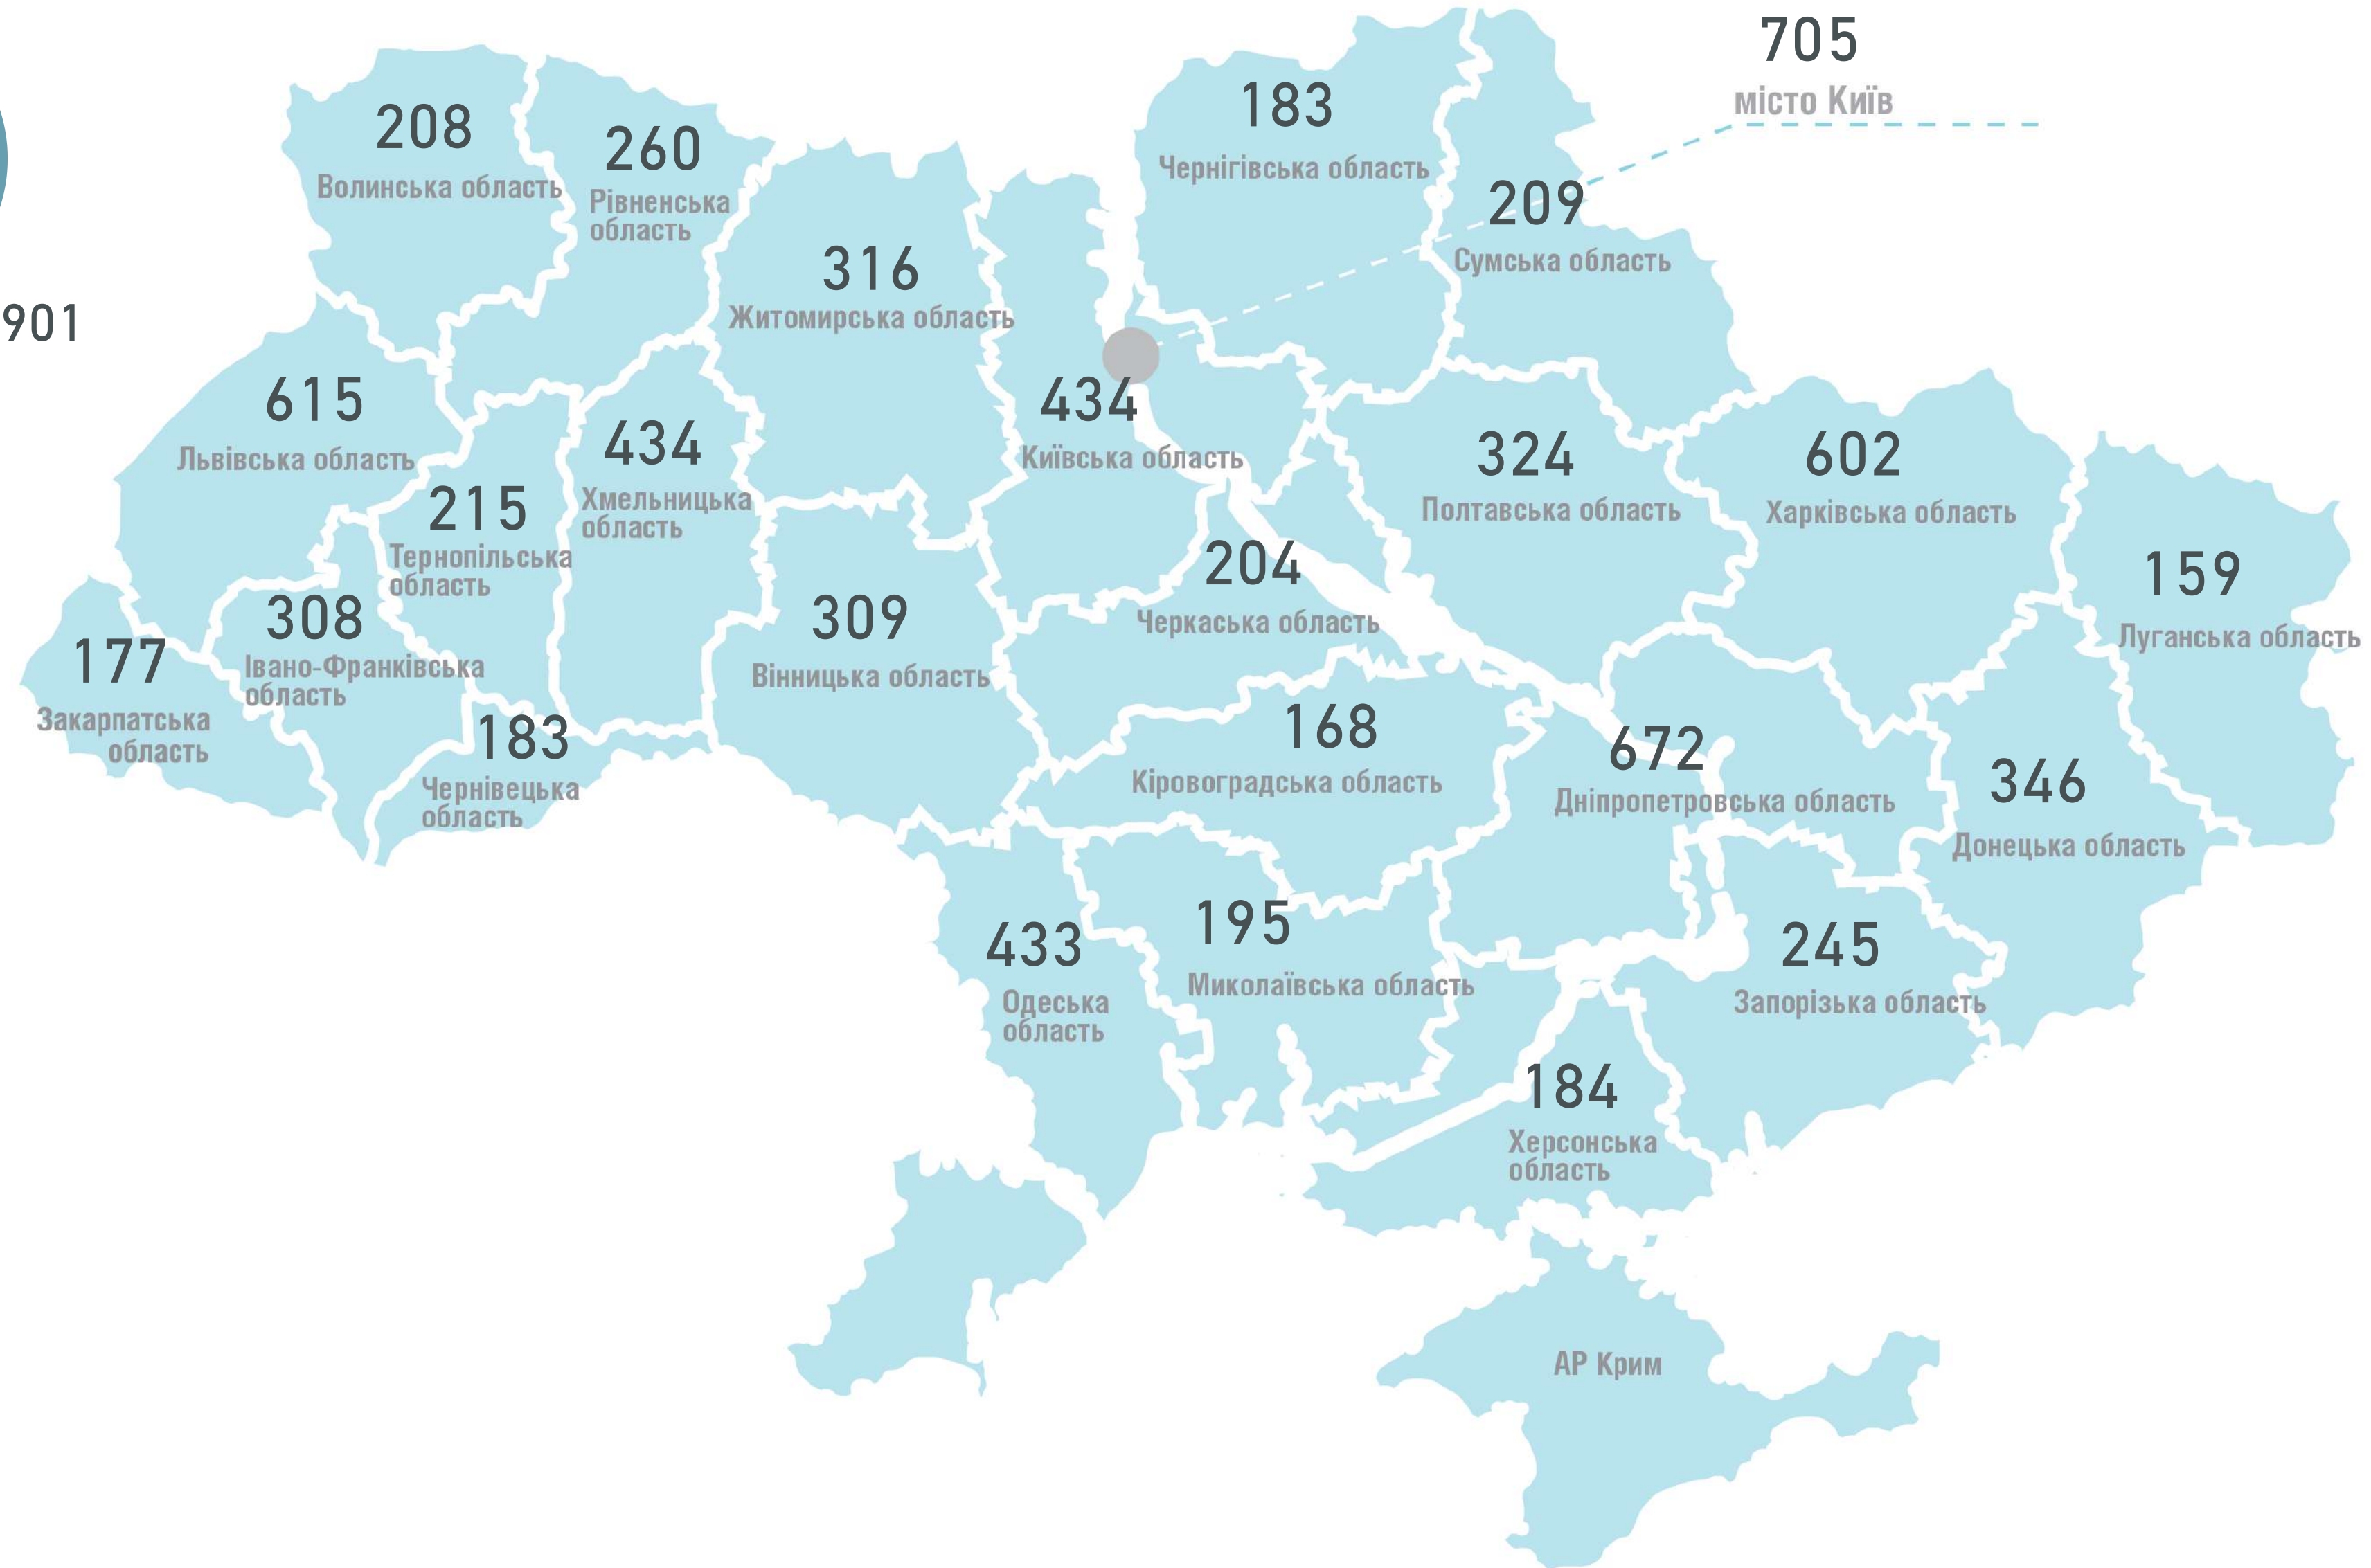 705
місто Київ
208
Волинська область
260
Рівненська
область
183
Чернігівська область
209
Сумська область
316
Житомирська область
901
615
Львівська область
434
Хмельницька
область
434
Київська область
324
Полтавська область
602
Харківська область
215
Тернопільська
область
204
Черкаська область
159
Луганська область
308
Івано-Франківська
область
309
Вінницька область
177
Закарпатська
область
183
Чернівецька
область
168
Кіровоградська область
672
Дніпропетровська область
346
Донецька область
433
Одеська
область
195
Миколаївська область
245
Запорізька область
184
Херсонська
область
АР Крим